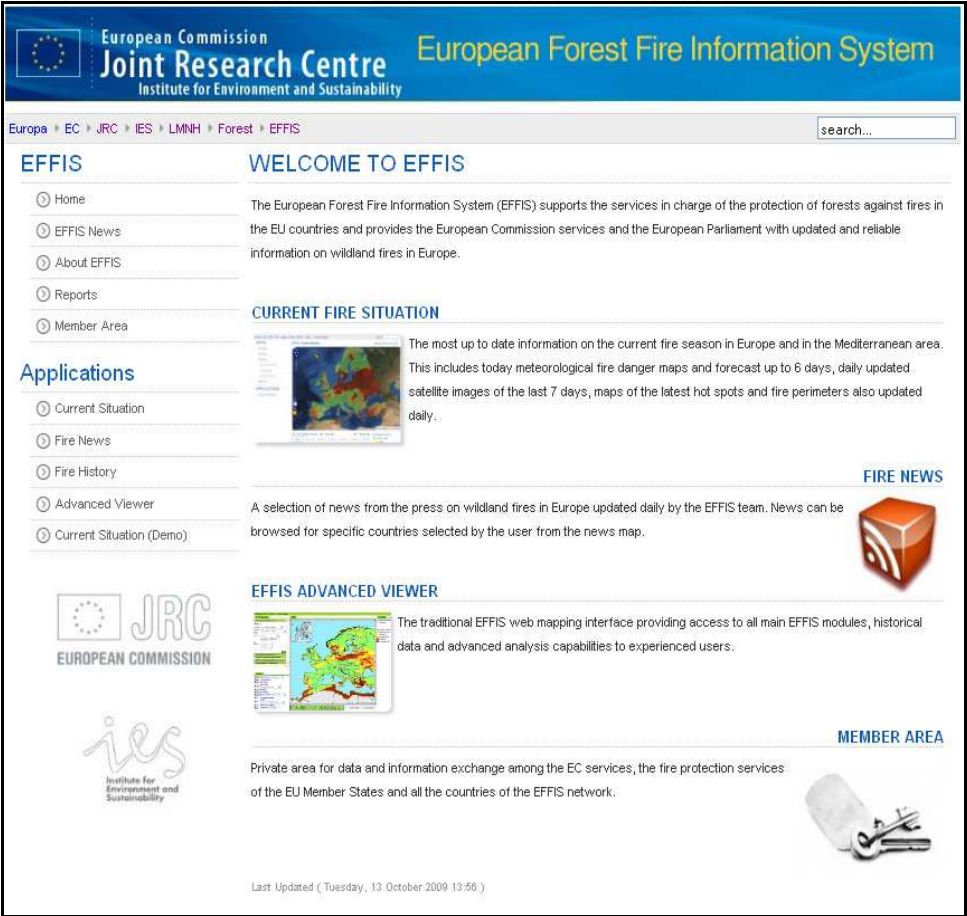 European Commission
Joint Research Centre
Institute for Environment and Sustainability
European Forest Fire Information System
Europa EC JRC IES LMNH Forest EFFIS
search...
EFFIS
Home
EFFIS News
About EFFIS
Reports
Member Area
Applications
Current Situation
Fire News
Fire History
Advanced Viewer
Current Situation (Demo)
JRC
EUROPEAN COMMISSION
ies
Institute for
Environment and
Sustainability
WELCOME TO EFFIS
The European Forest Fire Information System (EFFIS) supports the services in charge of the protection of forests against fires in
the EU countries and provides the European Commission services and the European Parliament with updated and reliable
information on wildland fires in Europe.
CURRENT FIRE SITUATION
The most up to date information on the current fire season in Europe and in the Mediterranean area.
This includes today meteorological fire danger maps and forecast up to 6 days, daily updated
satellite images of the last 7 days, maps of the latest hot spots and fire perimeters also updated
daily.
FIRE NEWS
A selection of news from the press on wildland fires in Europe updated daily by the EFFIS team. News can be
browsed for specific countries selected by the user from the news map.
EFFIS ADVANCED VIEWER
The traditional EFFIS web mapping interface providing access to all main EFFIS modules, historical
data and advanced analysis capabilities to experienced users.
MEMBER AREA
Private area for data and information exchange among the EC services, the fire protection services
of the EU Member States and all the countries of the EFFIS network.
Last Updated ( Tuesday, 13 October 2009 13:56 )